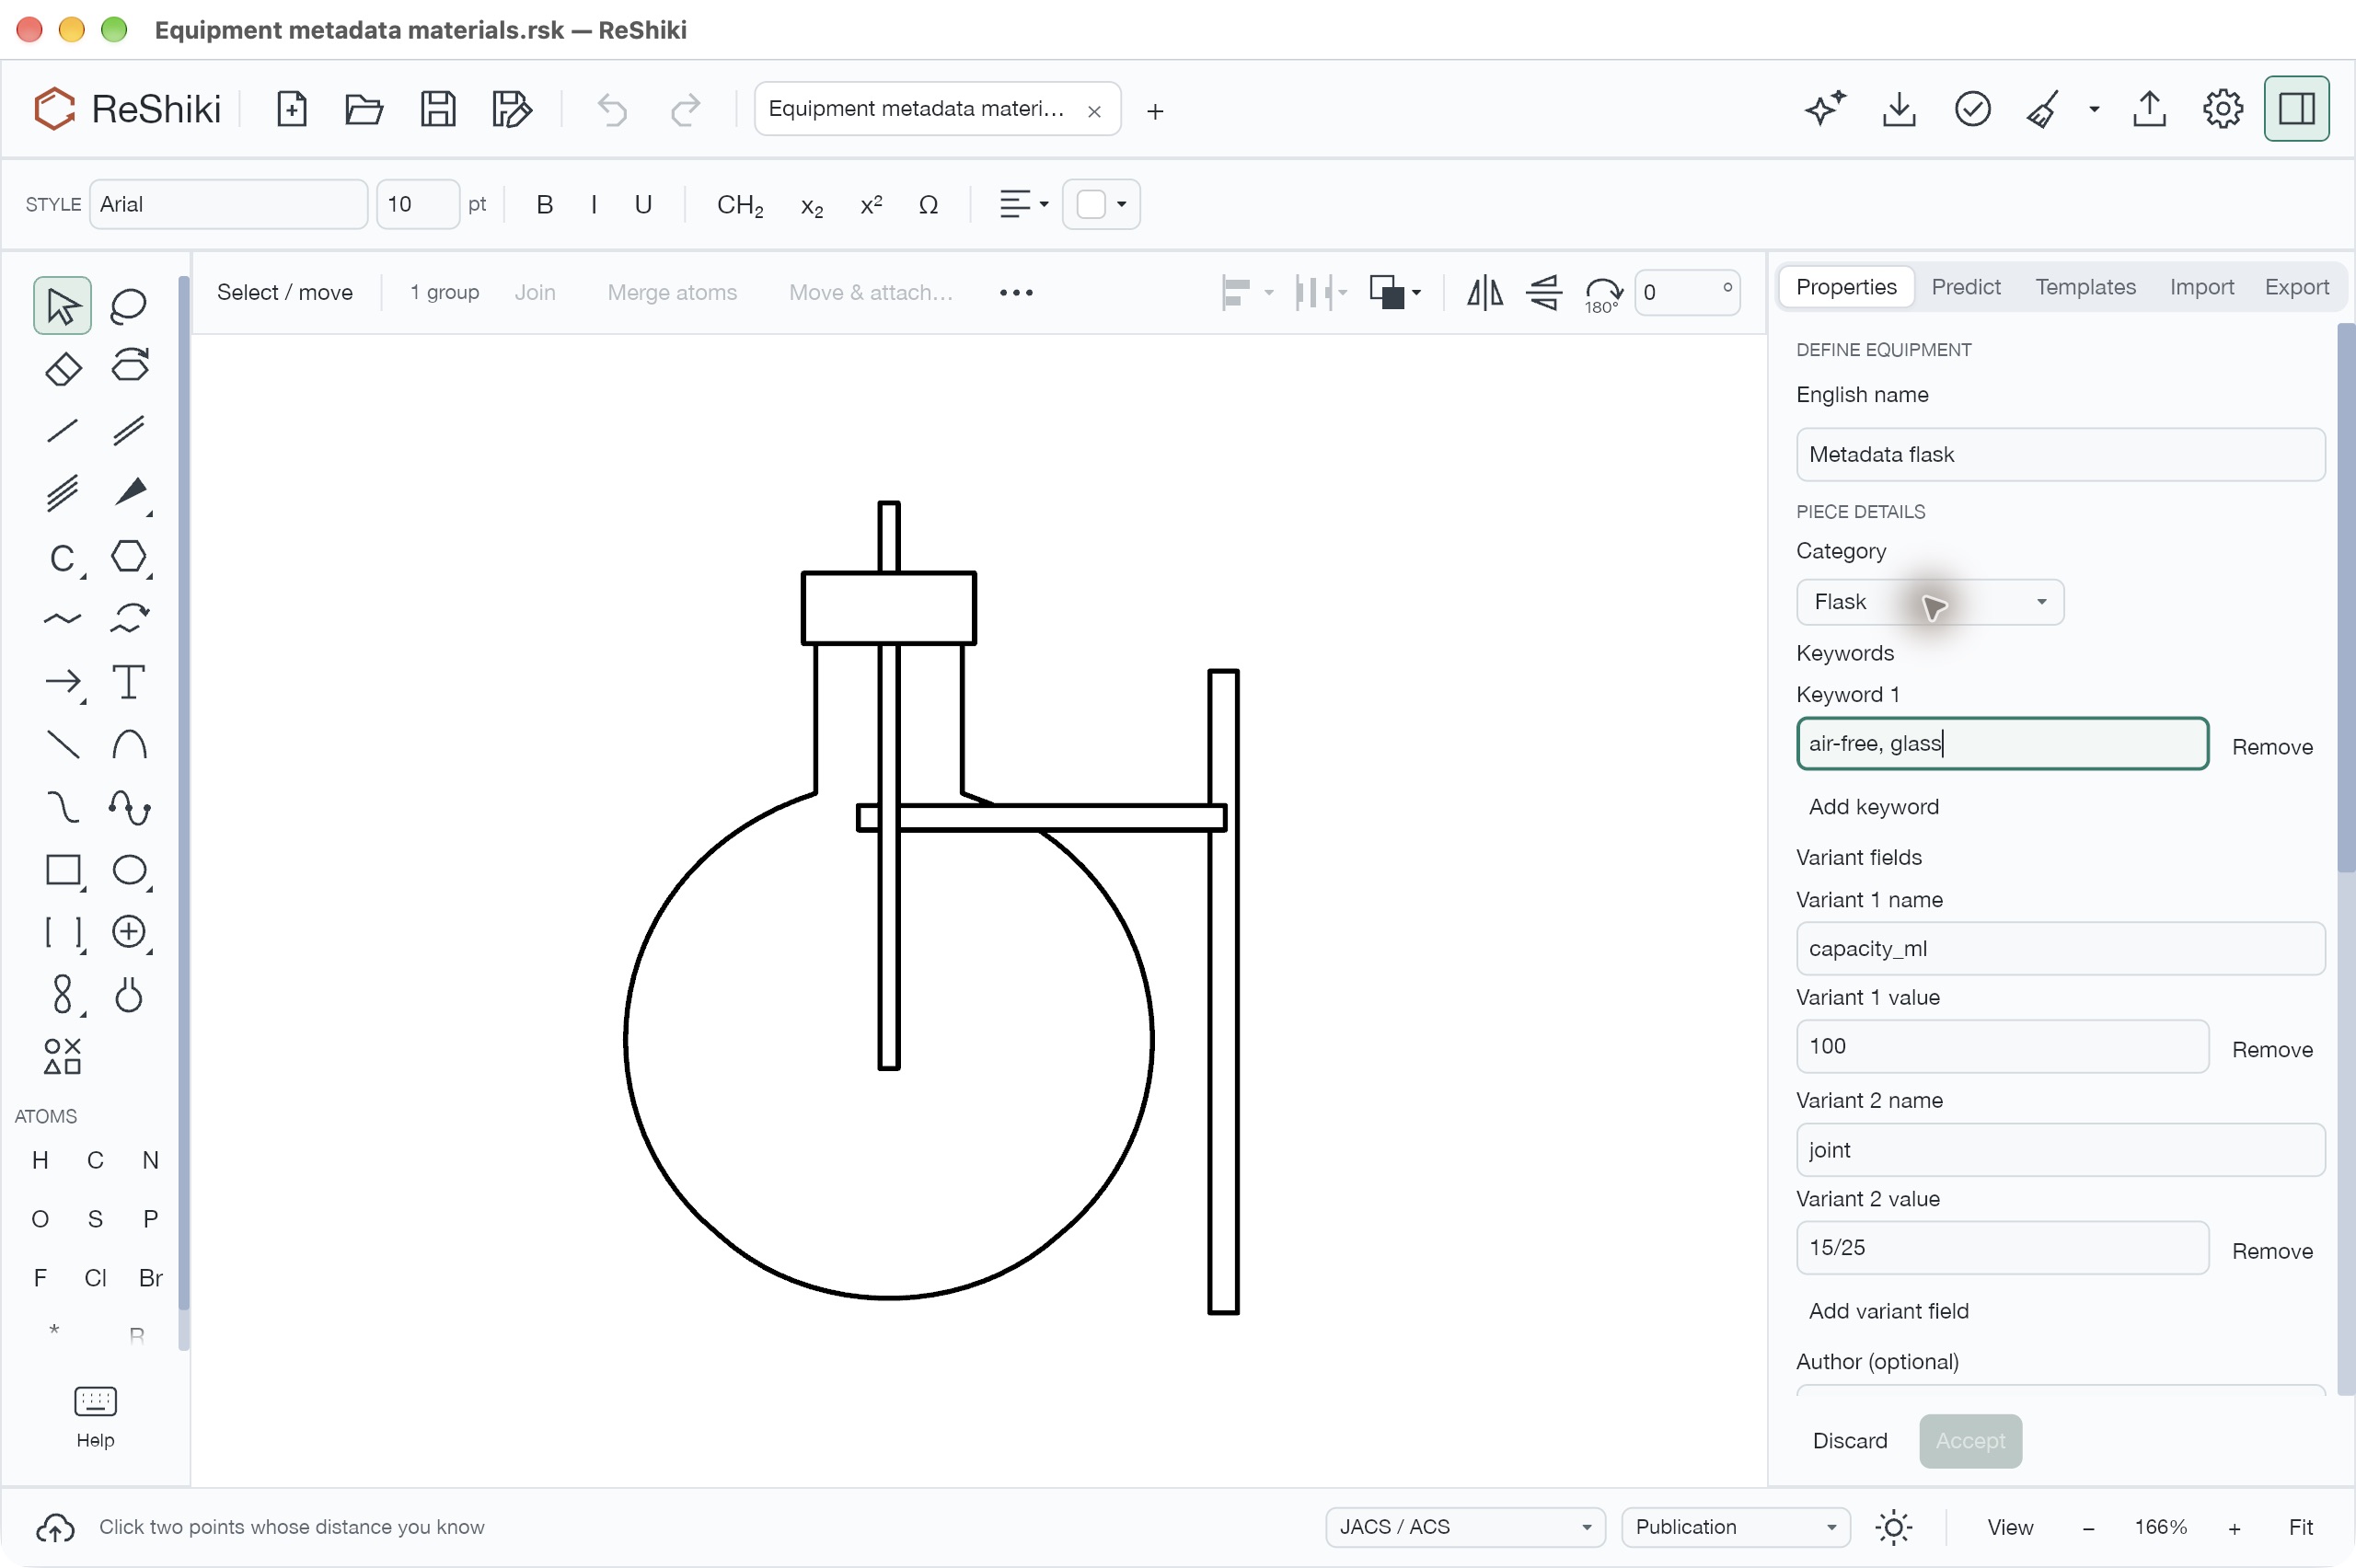 Equipment metadata materials.rsk — ReShiki
ReShiki
Equipment metadata materi... × +
STYLE Arial 10 pt B I U CH₂ x₂ x² Ω
Select / move 1 group Join Merge atoms Move & attach... 180° 0 °
Properties Predict Templates Import Export
DEFINE EQUIPMENT
English name
Metadata flask
PIECE DETAILS
Category
Flask
Keywords
Keyword 1
air-free, glass
Remove
Add keyword
Variant fields
Variant 1 name
capacity_ml
Variant 1 value
100
Remove
Variant 2 name
joint
Variant 2 value
15/25
Remove
Add variant field
Author (optional)
Discard Accept
C
T
ATOMS
H C N
O S P
F Cl Br
* R
Help
Click two points whose distance you know
JACS / ACS Publication View – 166% + Fit